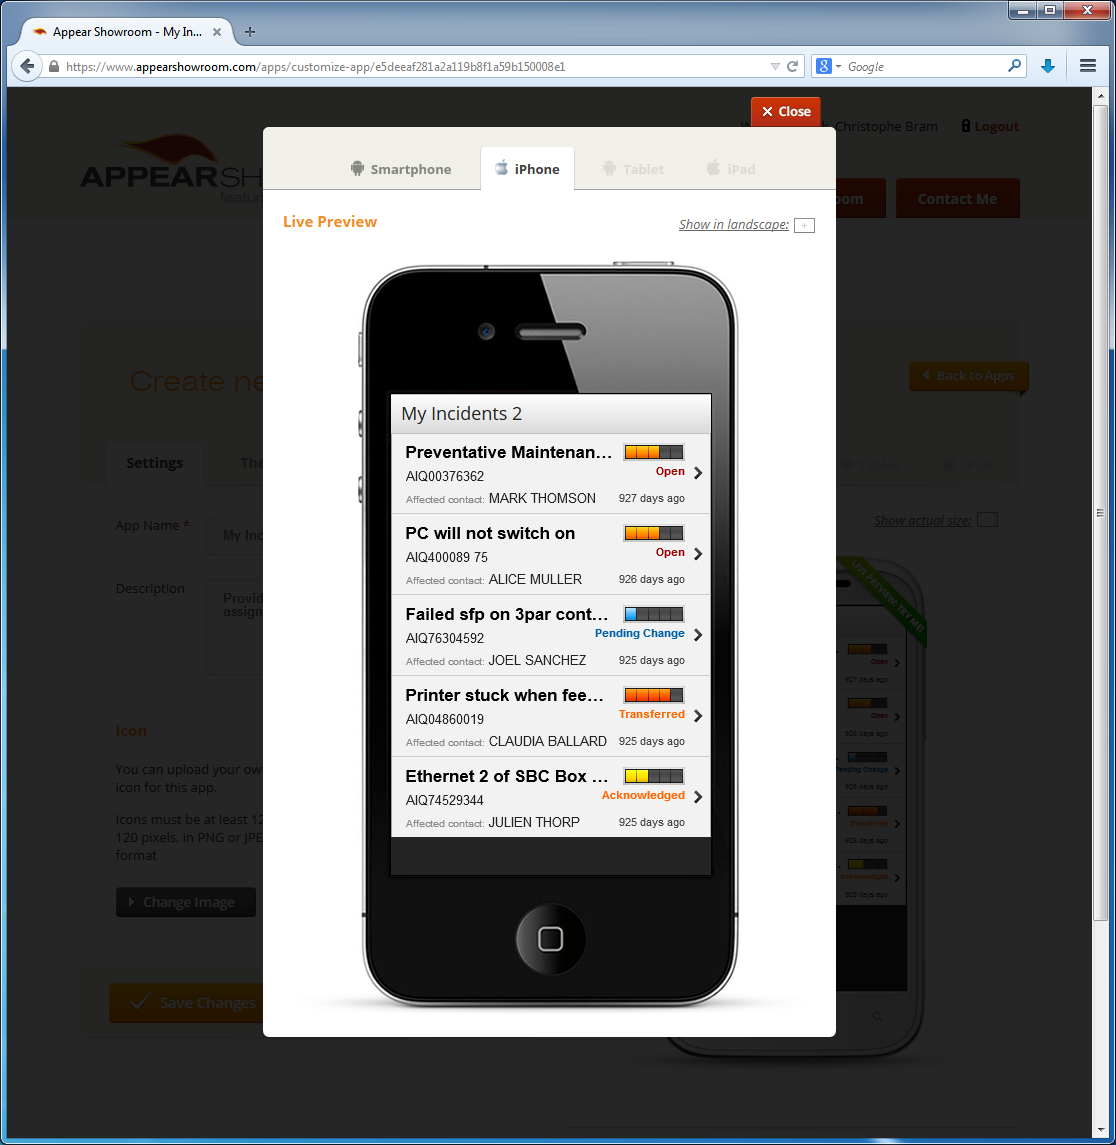 Appear Showroom - My In...
https://www.appearshowroom.com/apps/customize-app/e5deeaf281a2a119b8f1a59b150008e1
Google
Close
Christophe Bram
Logout
APPEARSH
featur
Contact Me
Smartphone
iPhone
Tablet
iPad
Live Preview
Show in landscape:
Create ne
Back to Apps
Settings
Tablet
iPad
App Name *
My Inc
Show actual size:
Description
Provid
assign
LIVE PREVIEW: TRY ME!
My Incidents 2
Preventative Maintenan...
AIQ00376362
Open
Affected contact: MARK THOMSON
927 days ago
PC will not switch on
AIQ400089 75
Open
Affected contact: ALICE MULLER
926 days ago
Failed sfp on 3par cont...
AIQ76304592
Pending Change
Affected contact: JOEL SANCHEZ
925 days ago
Printer stuck when fee...
AIQ04860019
Transferred
Affected contact: CLAUDIA BALLARD
925 days ago
Ethernet 2 of SBC Box ...
AIQ74529344
Acknowledged
Affected contact: JULIEN THORP
925 days ago
Open
927 days ago
Open
926 days ago
Pending Change
925 days ago
Transferred
925 days ago
Acknowledged
925 days ago
Icon
You can upload your ow
icon for this app.
Icons must be at least 12
120 pixels, in PNG or JPE
format
Change Image
Save Changes